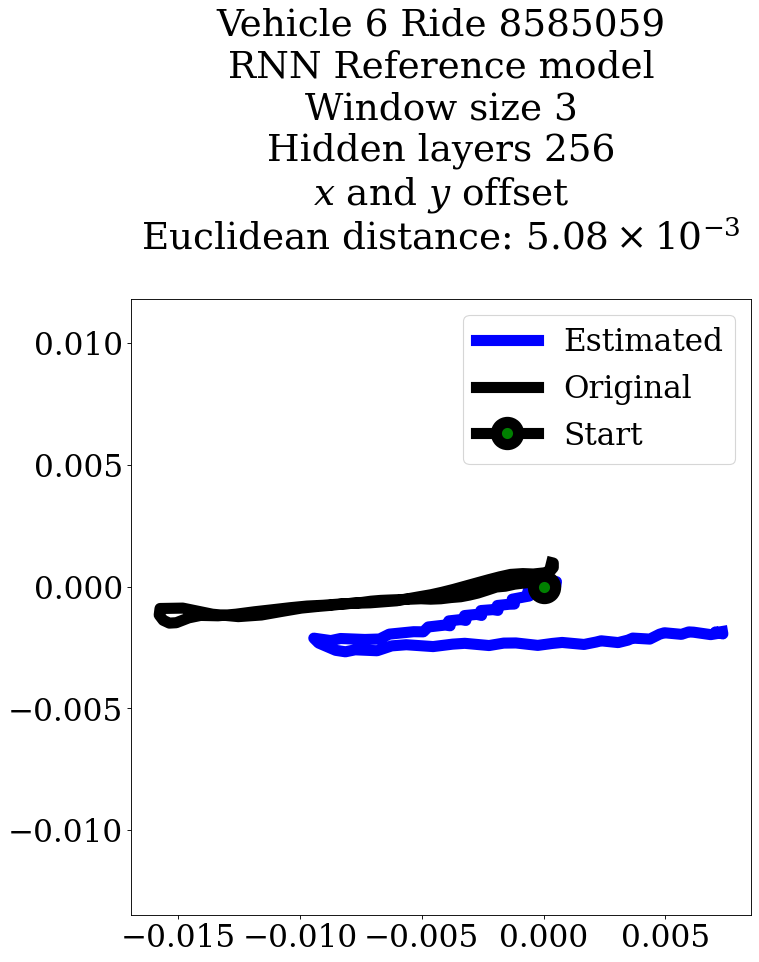 Vehicle 6 Ride 8585059
RNN Reference model
Window size 3
Hidden layers 256
x and y offset
Euclidean distance: 5.08 × 10⁻³
Estimated
Original
Start
0.010
0.005
0.000
−0.005
−0.010
−0.015 −0.010 −0.005 0.000 0.005